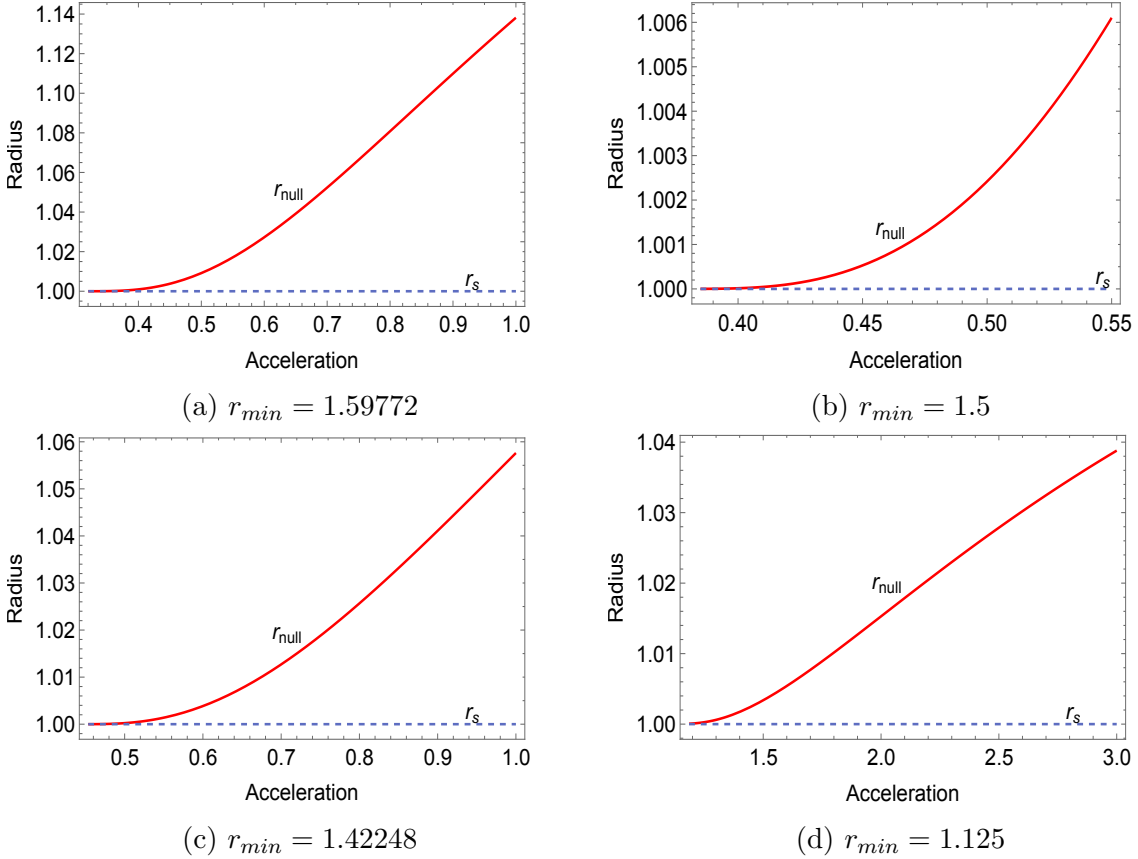 1.14
1.12
1.10
1.08
1.06
1.04
1.02
1.00
Radius
r_null
r_s
0.4 0.5 0.6 0.7 0.8 0.9 1.0
Acceleration
(a) r_min = 1.59772
1.006
1.005
1.004
1.003
1.002
1.001
1.000
Radius
r_null
r_s
0.40 0.45 0.50 0.55
Acceleration
(b) r_min = 1.5
1.06
1.05
1.04
1.03
1.02
1.01
1.00
Radius
r_null
r_s
0.5 0.6 0.7 0.8 0.9 1.0
Acceleration
(c) r_min = 1.42248
1.04
1.03
1.02
1.01
1.00
Radius
r_null
r_s
1.5 2.0 2.5 3.0
Acceleration
(d) r_min = 1.125